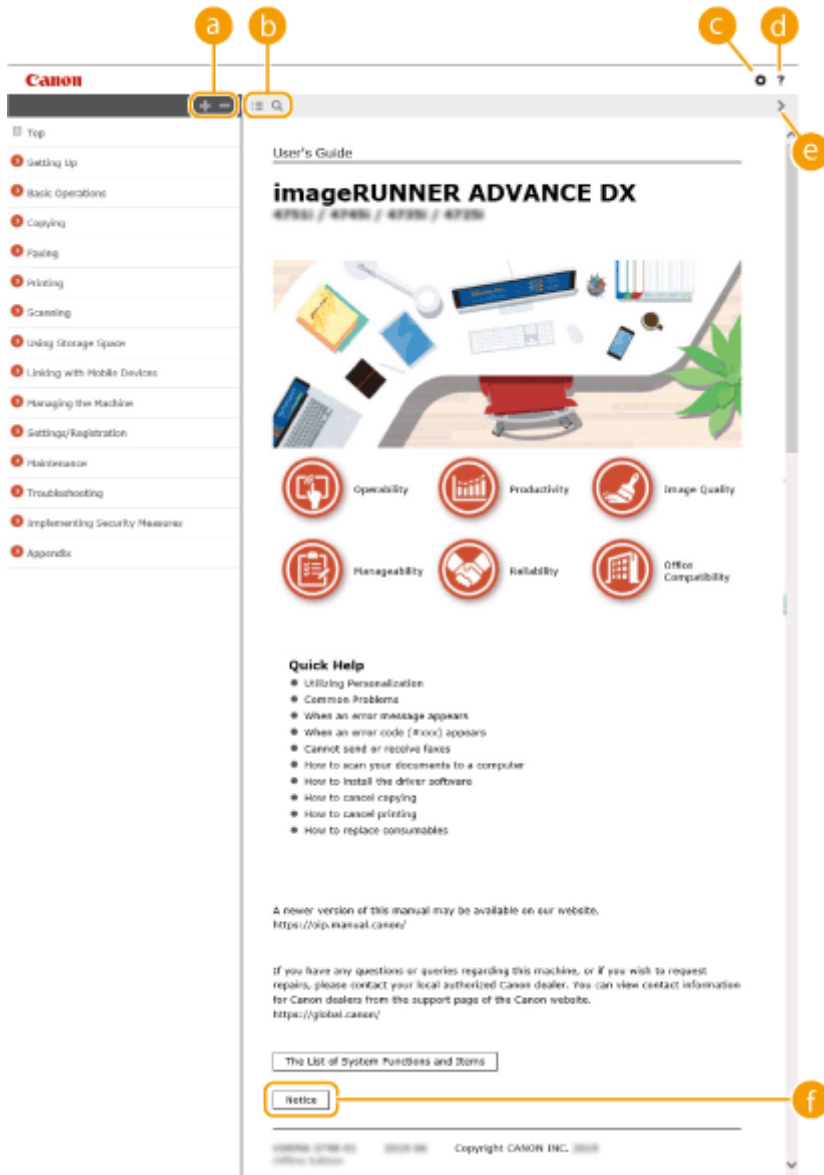 a
b
c
d
Canon
?
e
Top
Setting Up
Basic Operations
Copying
Faxing
Printing
Scanning
Using Storage Space
Linking with Mobile Devices
Managing the Machine
Settings/Registration
Maintenance
Troubleshooting
Implementing Security Measures
Appendix
User's Guide
imageRUNNER ADVANCE DX
4751i / 4745i / 4735i / 4725i
Operability
Productivity
Image Quality
Manageability
Reliability
Office
Compatibility
Quick Help
Utilizing Personalization
Common Problems
When an error message appears
When an error code (#xxx) appears
Cannot send or receive faxes
How to scan your documents to a computer
How to install the driver software
How to cancel copying
How to cancel printing
How to replace consumables
A newer version of this manual may be available on our website.
https://oip.manual.canon/
If you have any questions or queries regarding this machine, or if you wish to request
repairs, please contact your local authorized Canon dealer. You can view contact information
for Canon dealers from the support page of the Canon website.
https://global.canon/
The List of System Functions and Items
Notice
f
Copyright CANON INC.